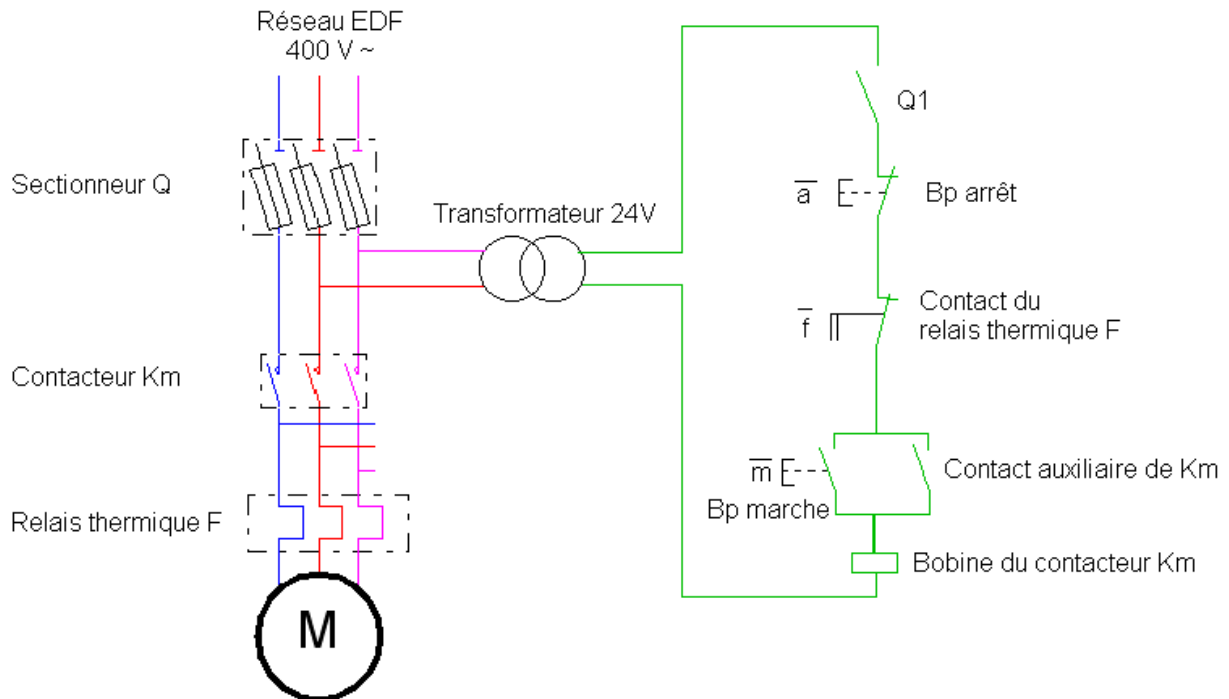 Réseau EDF
400 V ~
Q1
Sectionneur Q
a
Bp arrêt
Transformateur 24V
Contact du
relais thermique F
f
Contacteur Km
m
Contact auxiliaire de Km
Bp marche
Relais thermique F
Bobine du contacteur Km
M